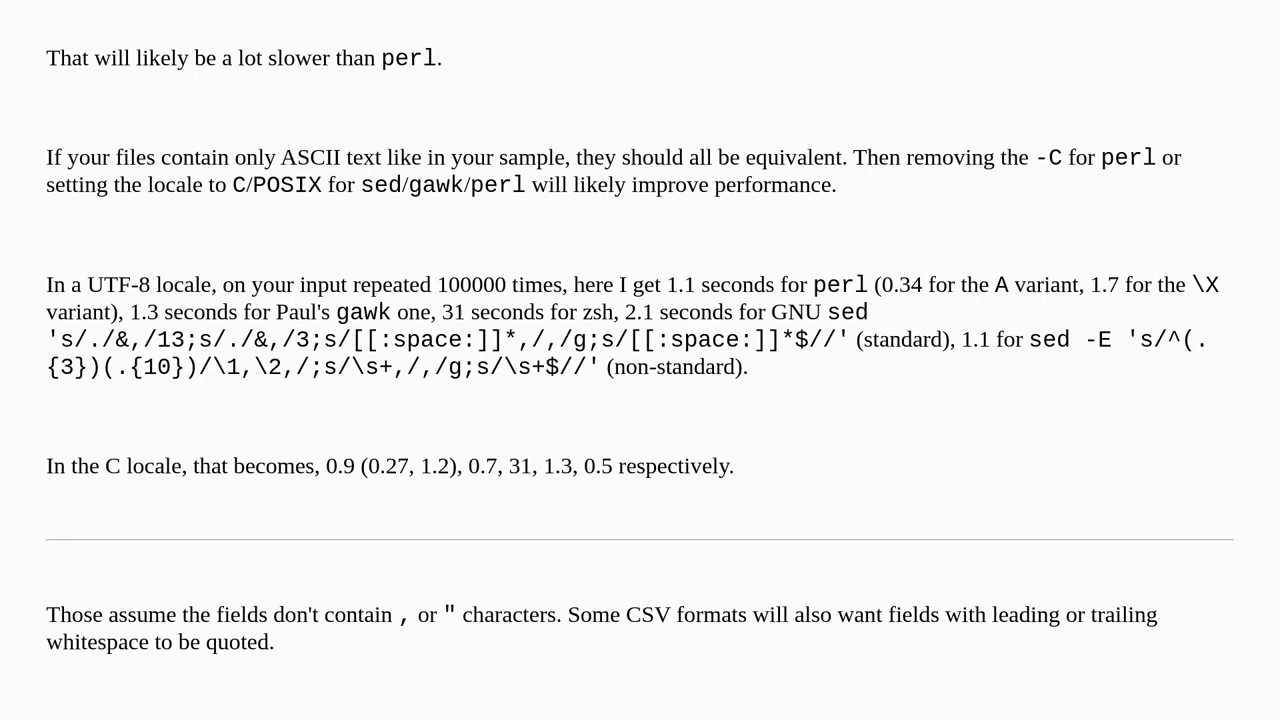 That will likely be a lot slower than perl.
If your files contain only ASCII text like in your sample, they should all be equivalent. Then removing the -C for perl or
setting the locale to C/POSIX for sed/gawk/perl will likely improve performance.
In a UTF-8 locale, on your input repeated 100000 times, here I get 1.1 seconds for perl (0.34 for the A variant, 1.7 for the \X
variant), 1.3 seconds for Paul's gawk one, 31 seconds for zsh, 2.1 seconds for GNU sed
's/./&,/13;s/./&,/3;s/[[:space:]]*,/,/g;s/[[:space:]]*$//' (standard), 1.1 for sed -E 's/^(.
{3})(.{10})/\1,\2,/;s/\s+,/,/g;s/\s+$//' (non-standard).
In the C locale, that becomes, 0.9 (0.27, 1.2), 0.7, 31, 1.3, 0.5 respectively.
Those assume the fields don't contain , or " characters. Some CSV formats will also want fields with leading or trailing
whitespace to be quoted.